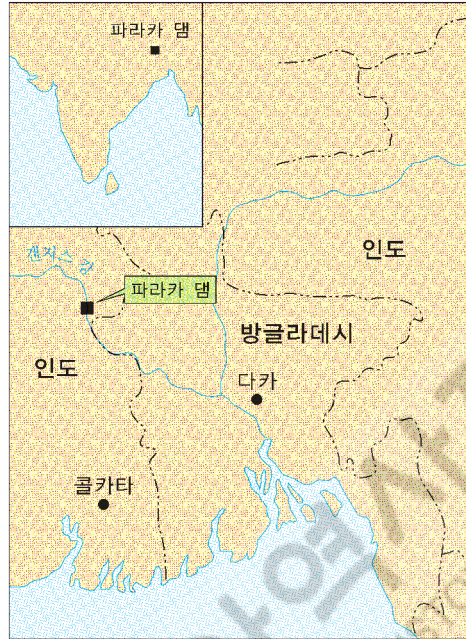 파라카 댐
갠지스 강
인도
파라카 댐
방글라데시
인도
다카
콜카타